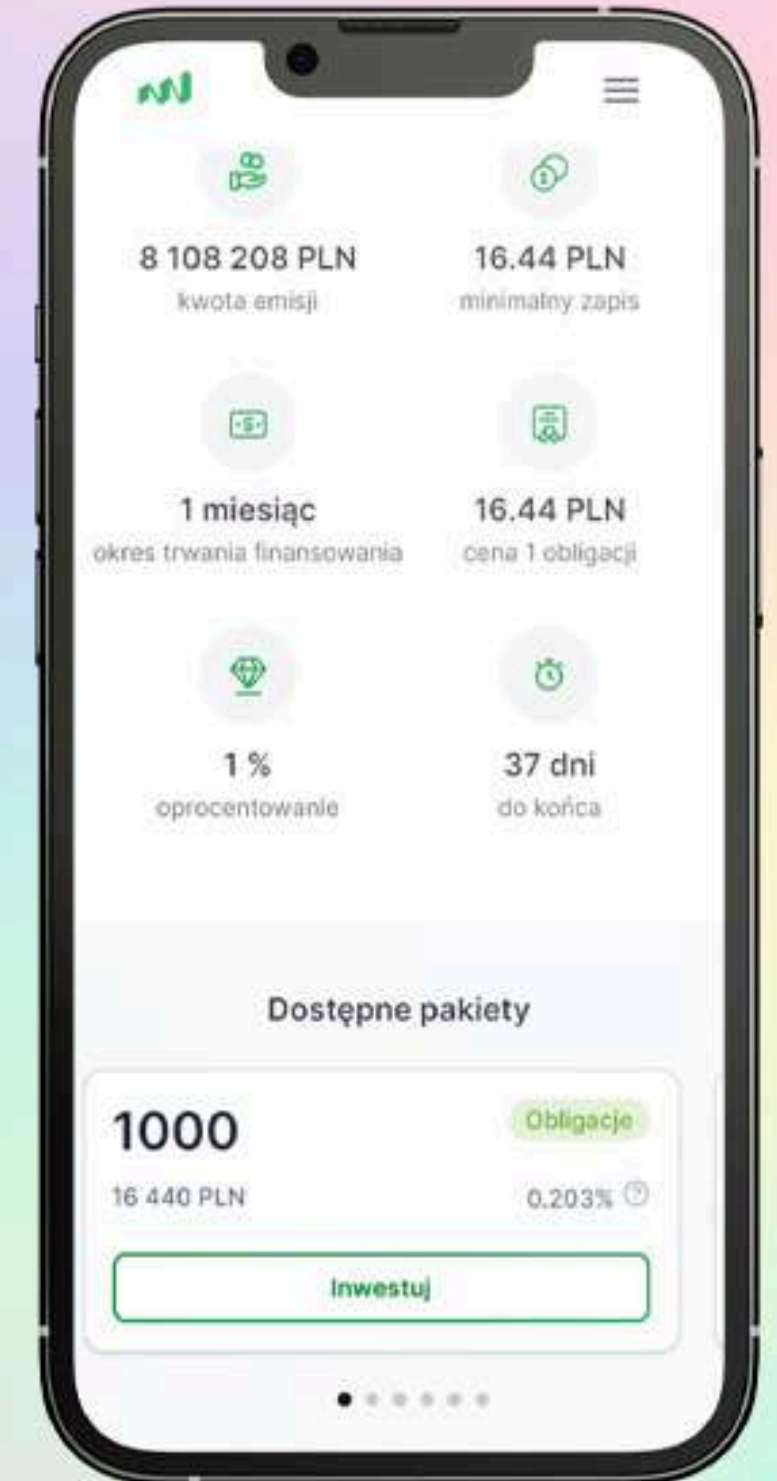 8 108 208 PLN
16.44 PLN
kwota emisji
minimalny zapis
1 miesiąc
16.44 PLN
okres trwania finansowania
cena 1 obligacji
1 %
37 dni
oprocentowanie
do końca
Dostępne pakiety
1000
Obligacje
16 440 PLN
0.203%
Inwestuj